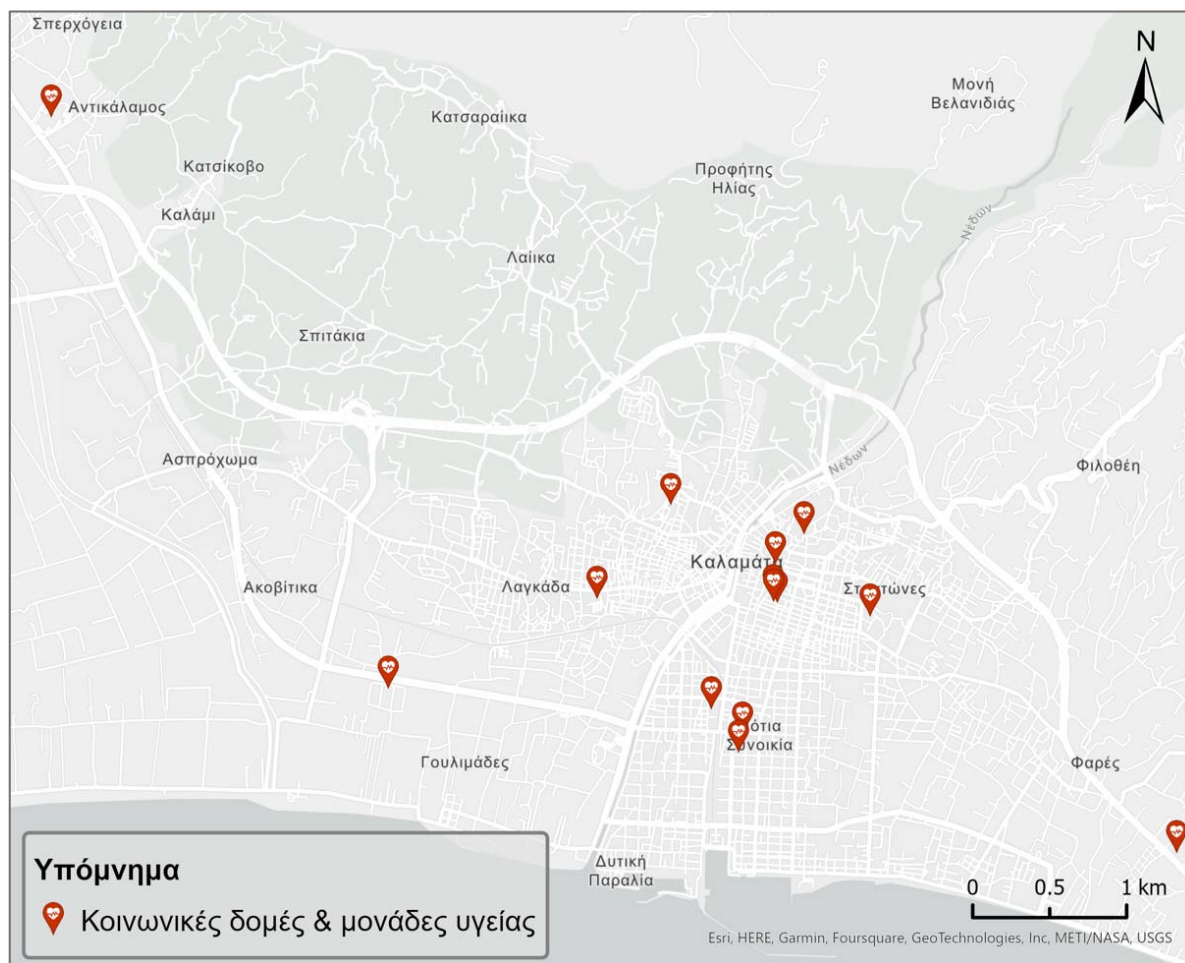 Σπερχόγεια
Αντικάλαμος
Κατσαραίικα
Μονή
Βελανιδιάς
N
Κατσίκοβο
Προφήτης
Ηλίας
Καλάμι
Νέδων
Λαίικα
Σπιτάκια
Ασπρόχωμα
Νέδων
Φιλοθέη
Καλαμάτα
Ακοβίτικα
Λαγκάδα
Συνοικία
Γουλιμάδες
Φαρές
Δυτική
Παραλία
Υπόμνημα
Κοινωνικές δομές & μονάδες υγείας
0 0.5 1 km
Esri, HERE, Garmin, Foursquare, GeoTechnologies, Inc, METI/NASA, USGS